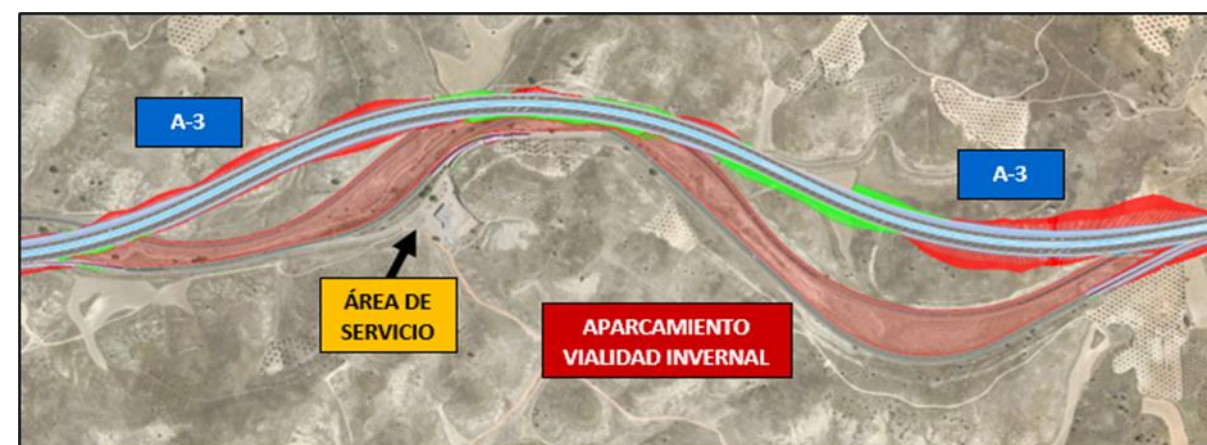 A-3
A-3
ÁREA DE
SERVICIO
APARCAMIENTO
VIALIDAD INVERNAL